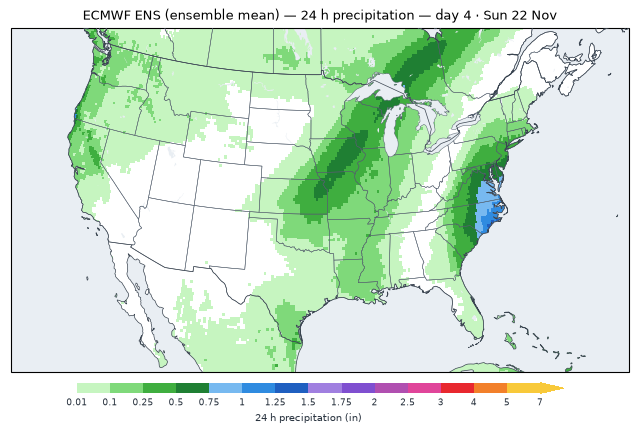 ECMWF ENS (ensemble mean) — 24 h precipitation — day 4 · Sun 22 Nov
0.01 0.1 0.25 0.5 0.75 1 1.25 1.5 1.75 2 2.5 3 4 5 7
24 h precipitation (in)